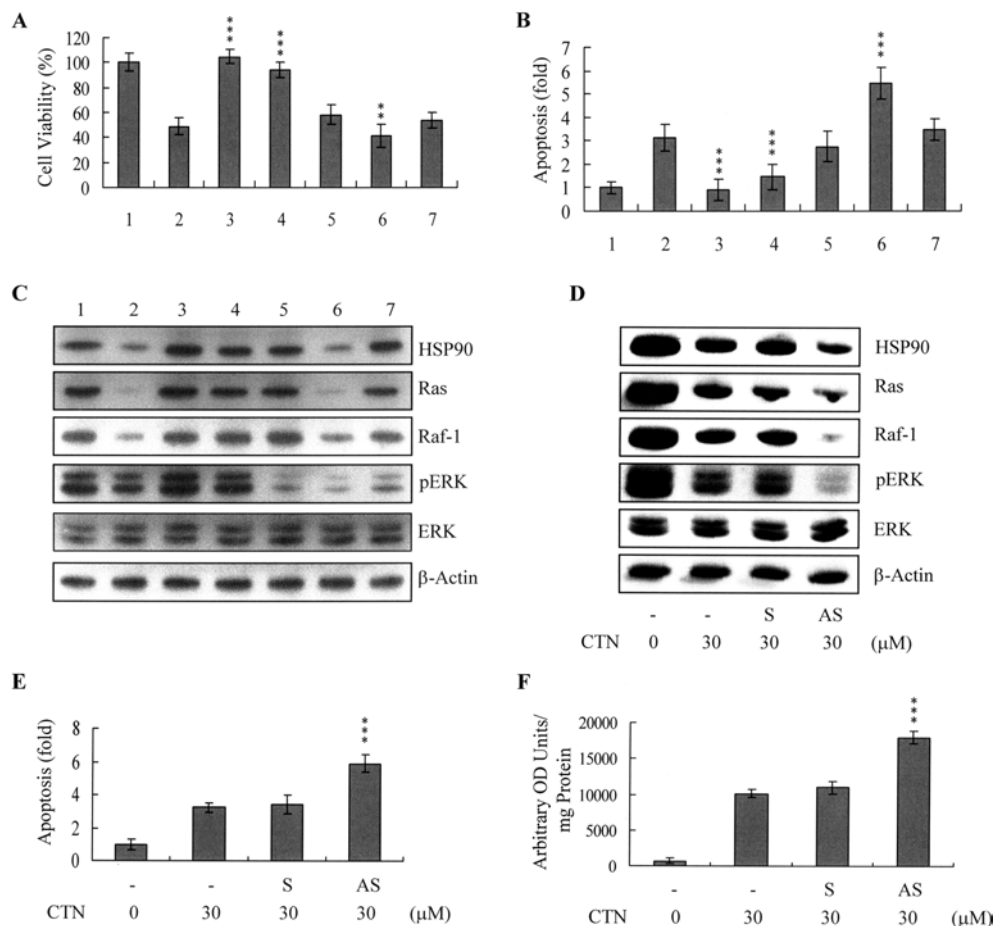 A
Cell Viability (%)
120
100
80
60
40
20
0
***
***
**
1 2 3 4 5 6 7
B
Apoptosis (fold)
7
6
5
4
3
2
1
0
***
***
***
1 2 3 4 5 6 7
C
1 2 3 4 5 6 7
HSP90
Ras
Raf-1
pERK
ERK
β-Actin
D
HSP90
Ras
Raf-1
pERK
ERK
β-Actin
- - S AS
CTN 0 30 30 30 (μM)
E
Apoptosis (fold)
8
6
4
2
0
***
- - S AS
CTN 0 30 30 30 (μM)
F
Arbitrary OD Units/
mg Protein
20000
15000
10000
5000
0
***
- - S AS
CTN 0 30 30 30 (μM)